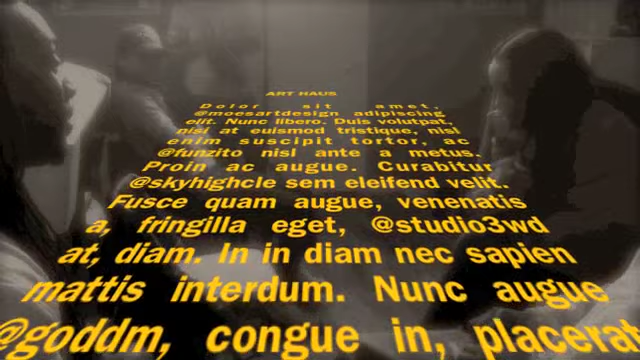 ART HAUS
Dolor sit amet,
@moesartdesign adipiscing
elit. Nunc libero. Duis volutpat,
nisi at euismod tristique, nisl
enim suscipit tortor, ac
@funzito nisl ante a metus.
Proin ac augue. Curabitur
@skyhighcle sem eleifend velit.
Fusce quam augue, venenatis
a, fringilla eget, @studio3wd
at, diam. In in diam nec sapien
mattis interdum. Nunc augue
@goddm, congue in, placerat